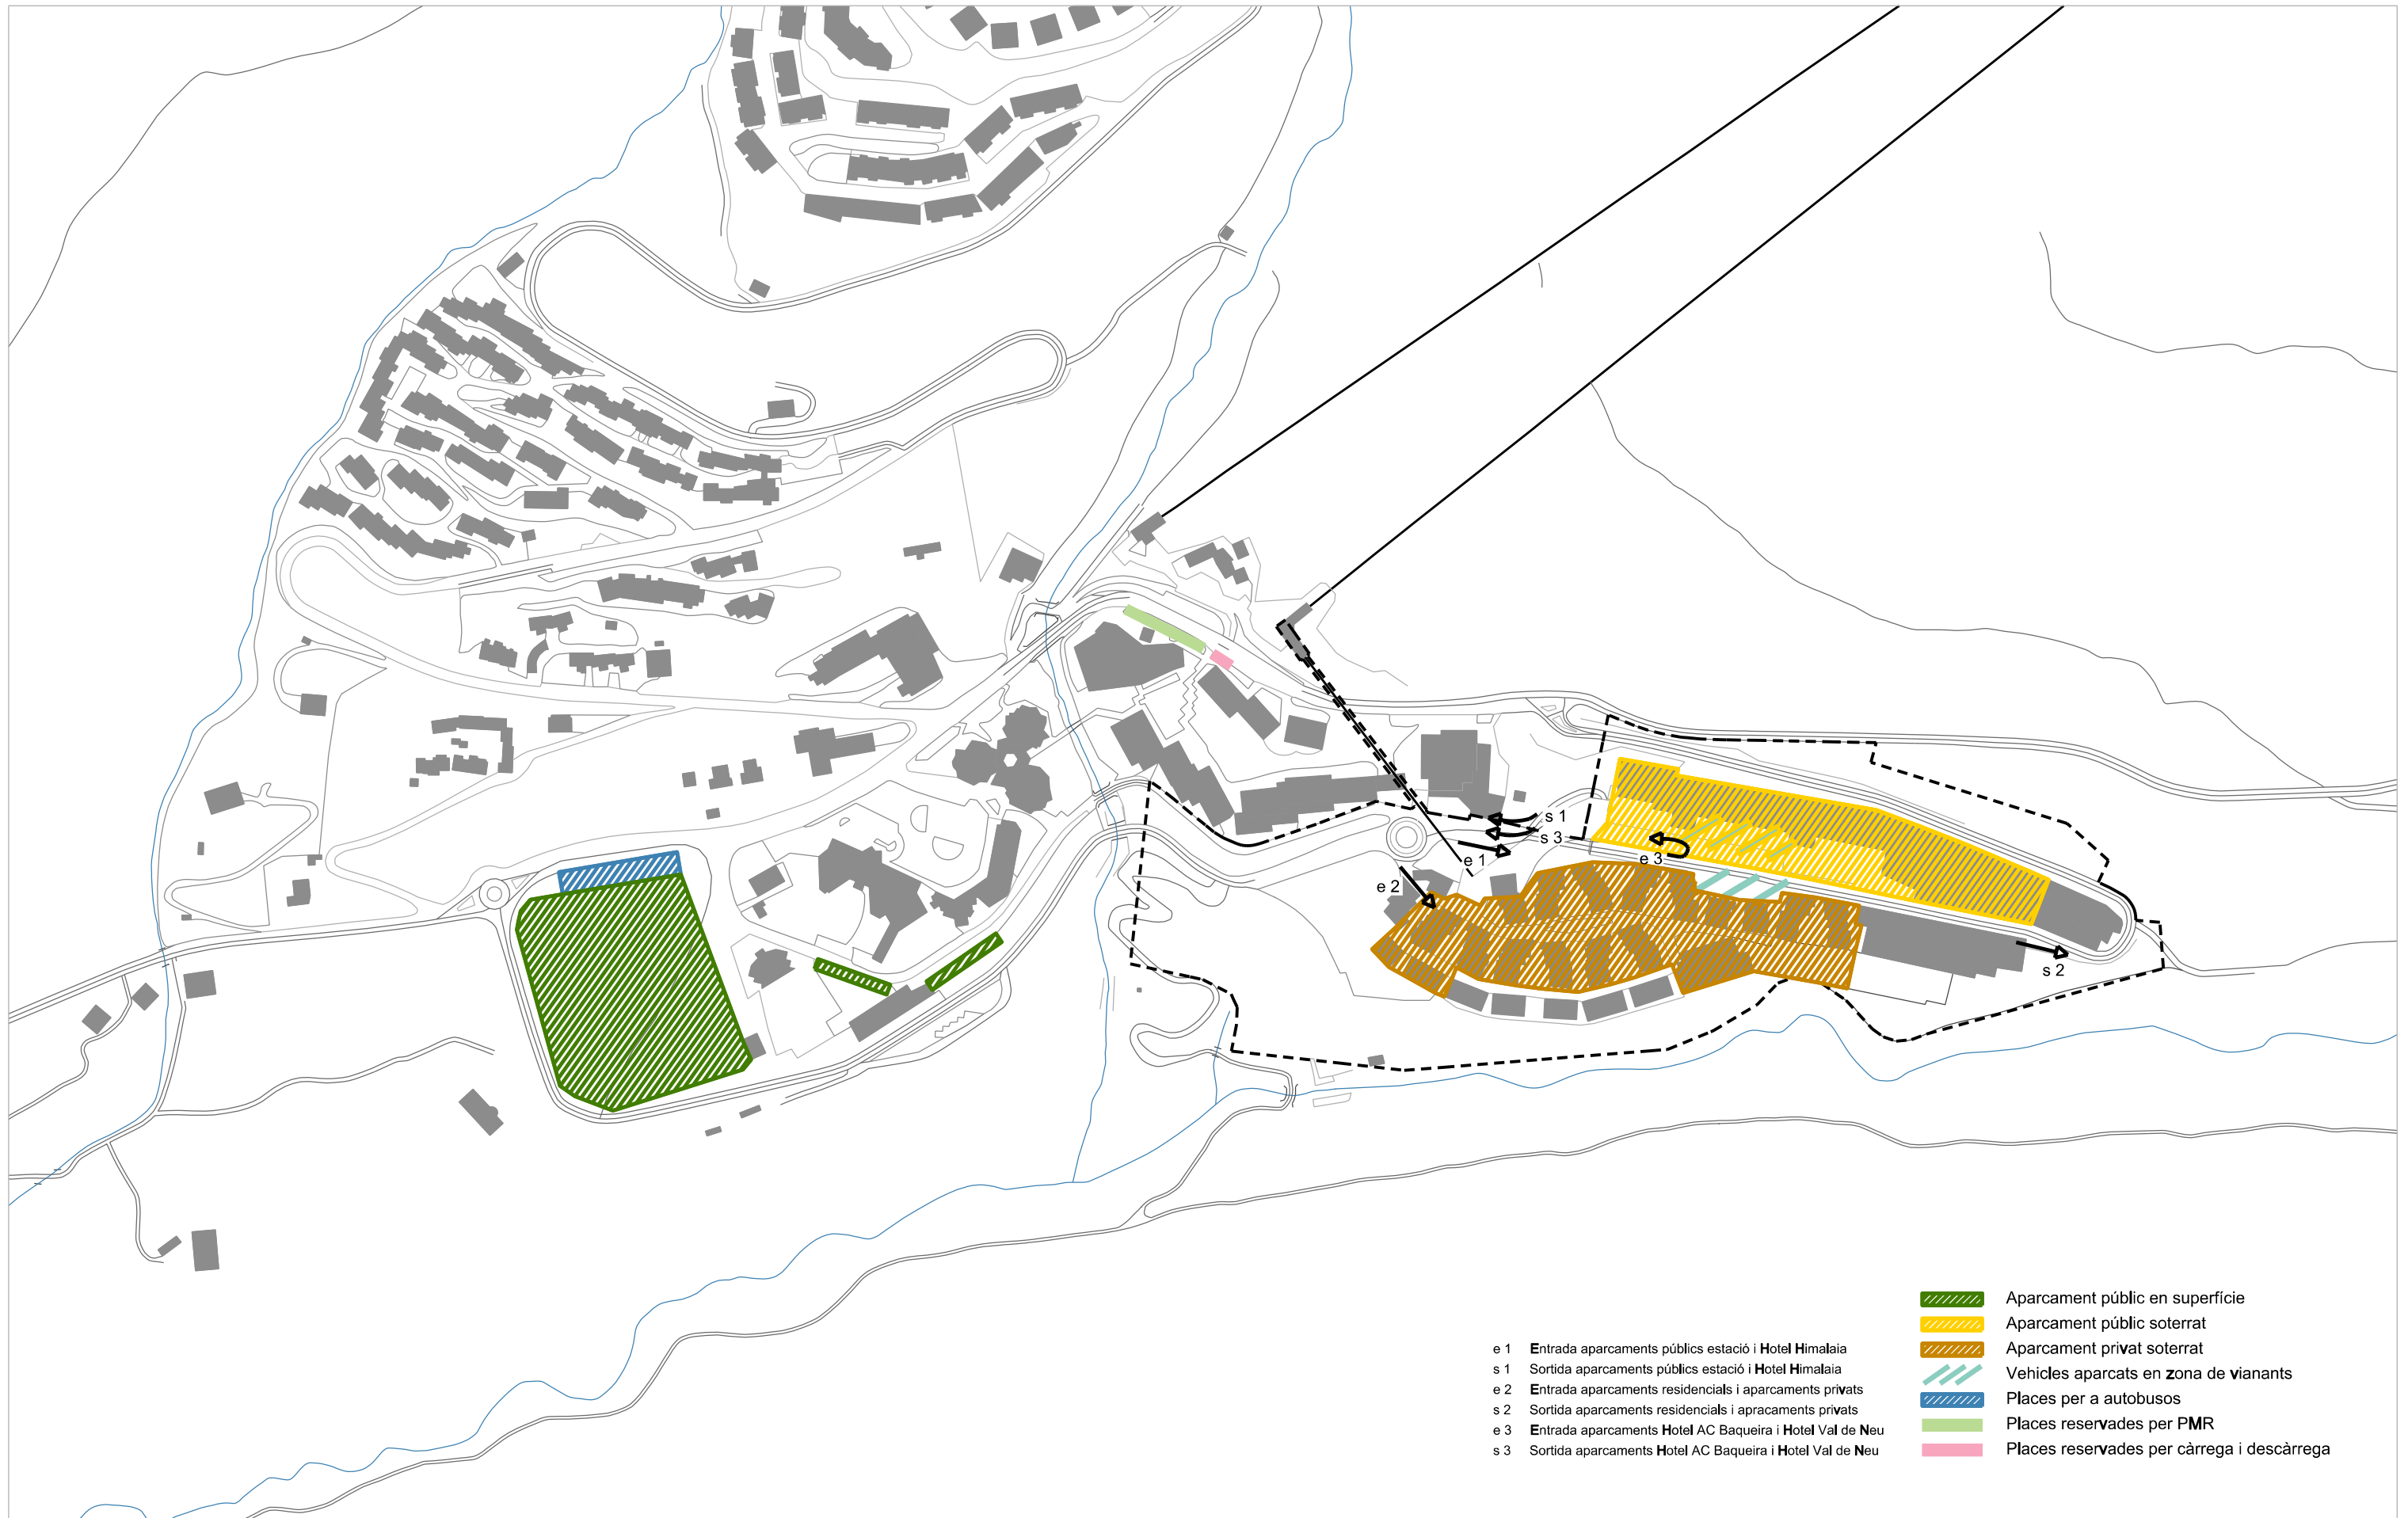 s 1
s 3
e 1
e 3
e 2
s 2
e 1 Entrada aparcaments públics estació i Hotel Himalaia
s 1 Sortida aparcaments públics estació i Hotel Himalaia
e 2 Entrada aparcaments residencials i aparcaments privats
s 2 Sortida aparcaments residencials i apracaments privats
e 3 Entrada aparcaments Hotel AC Baqueira i Hotel Val de Neu
s 3 Sortida aparcaments Hotel AC Baqueira i Hotel Val de Neu
Aparcament públic en superfície
Aparcament públic soterrat
Aparcament privat soterrat
Vehicles aparcats en zona de vianants
Places per a autobusos
Places reservades per PMR
Places reservades per càrrega i descàrrega